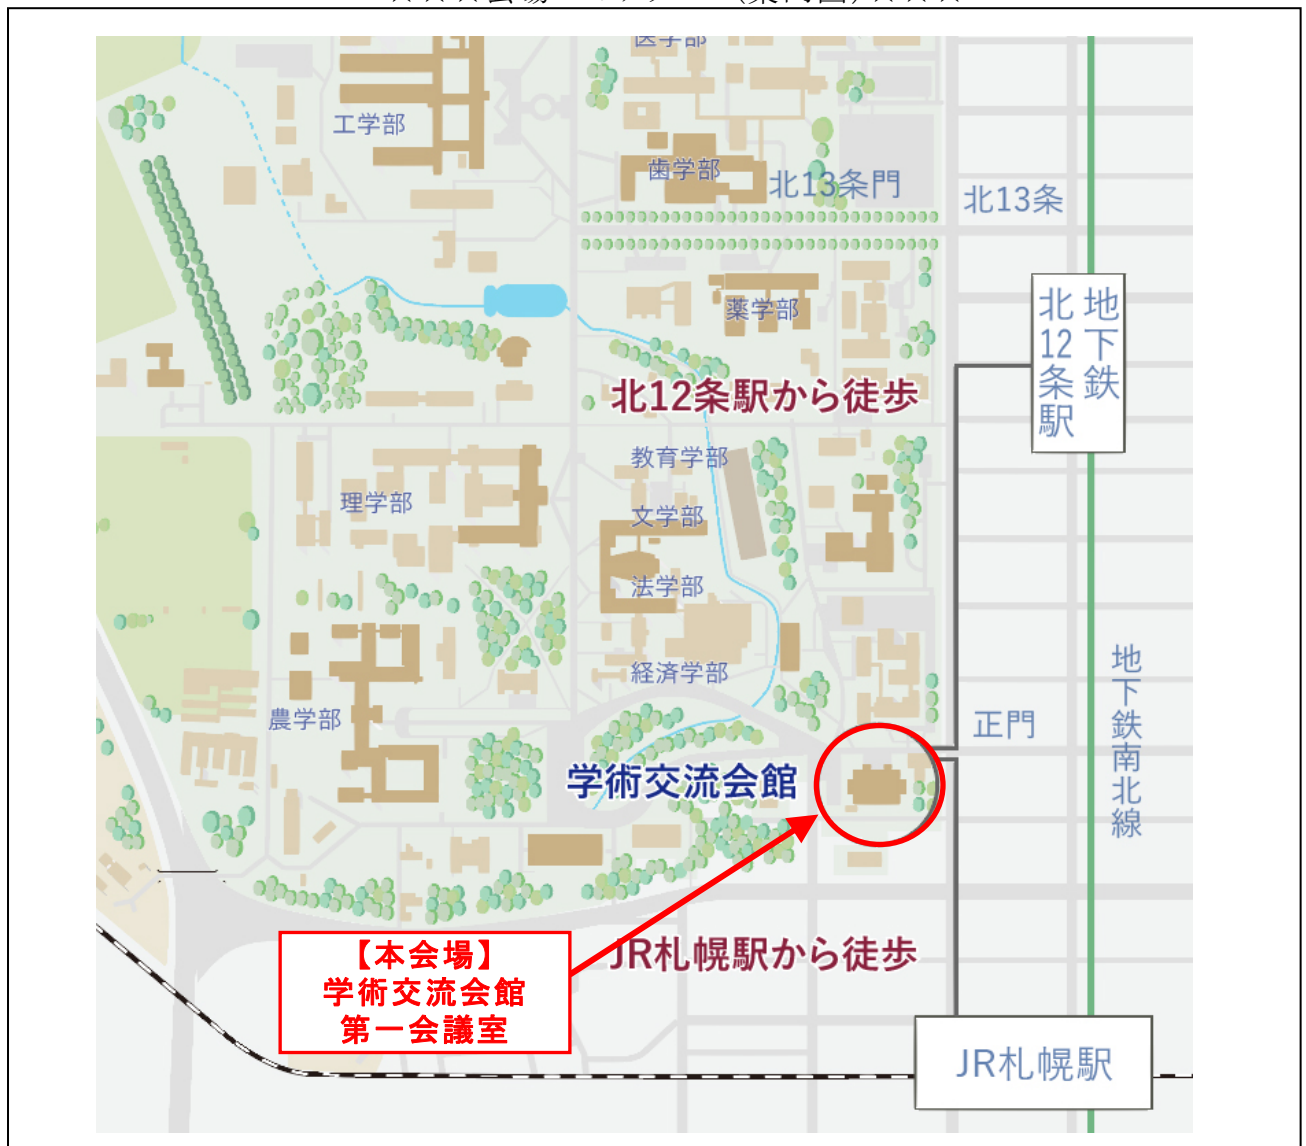 医学部
工学部
歯学部
北13条門
北13条
薬学部
地下鉄
北12条駅
北12条駅から徒歩
教育学部
理学部
文学部
法学部
経済学部
農学部
正門
地下鉄南北線
学術交流会館
【本会場】
学術交流会館
第一会議室
JR札幌駅から徒歩
JR札幌駅